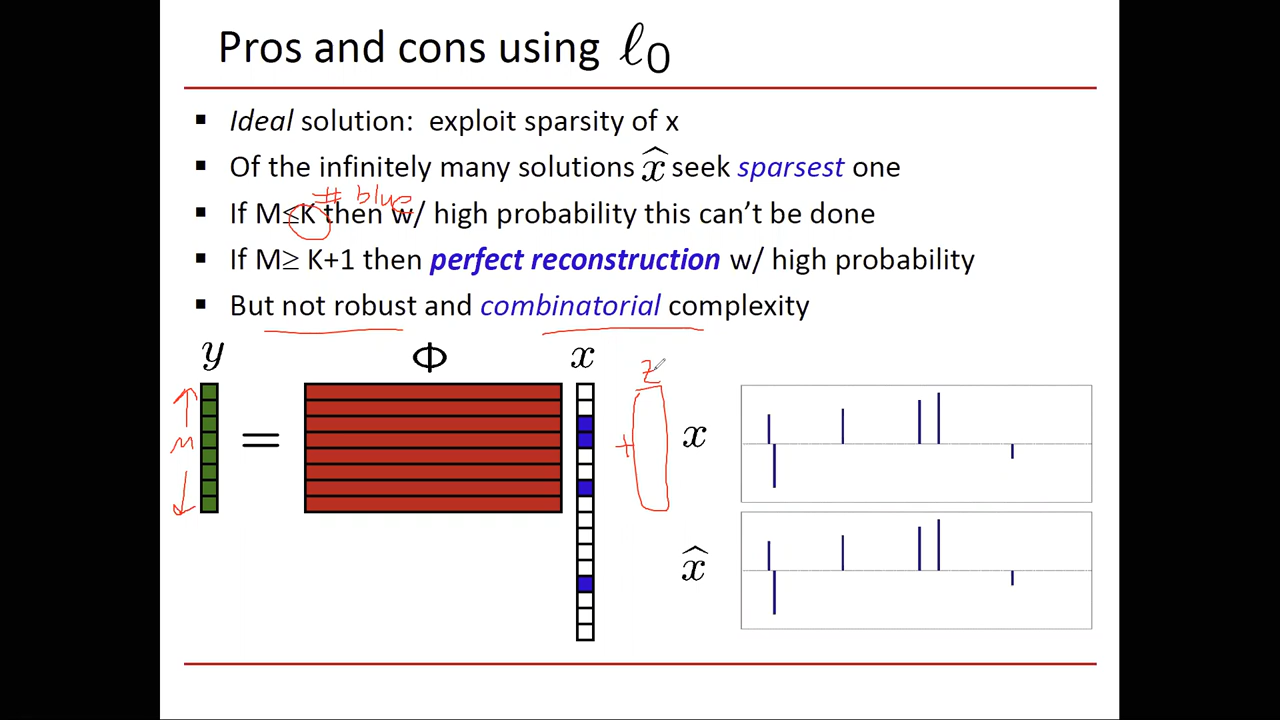 Pros and cons using ℓ0
▪ Ideal solution: exploit sparsity of x
▪ Of the infinitely many solutions x̂ seek sparsest one
# blue
▪ If M≤K then w/ high probability this can't be done
▪ If M≥ K+1 then perfect reconstruction w/ high probability
▪ But not robust and combinatorial complexity
y Φ x z
M = + x
x̂